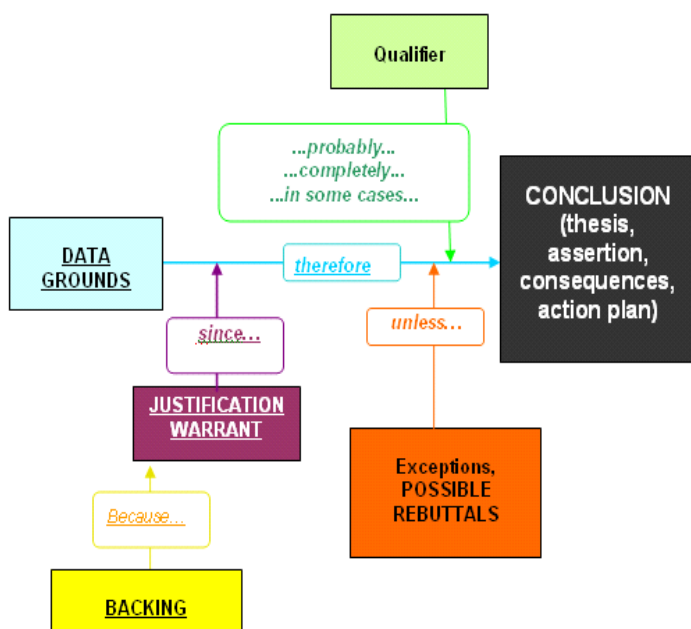 Qualifier
...probably...
...completely...
...in some cases...
CONCLUSION
(thesis,
assertion,
consequences,
action plan)
DATA
GROUNDS
therefore
since...
unless...
JUSTIFICATION
WARRANT
Exceptions,
POSSIBLE
REBUTTALS
Because...
BACKING